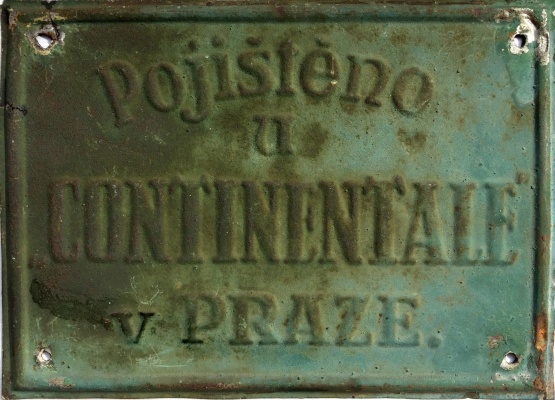 Pojištěno
u
„CONTINENTALE"
v PRAZE.